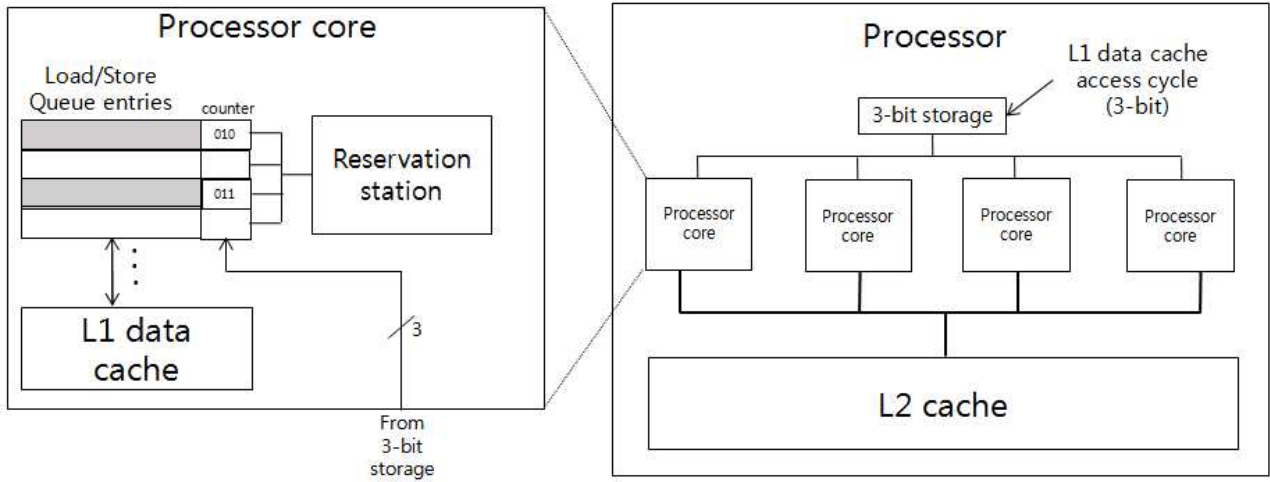 Processor core
Load/Store
Queue entries
counter
010
011
Reservation
station
L1 data
cache
3
From
3-bit
storage
Processor
L1 data cache
access cycle
(3-bit)
3-bit storage
Processor
core
Processor
core
Processor
core
Processor
core
L2 cache